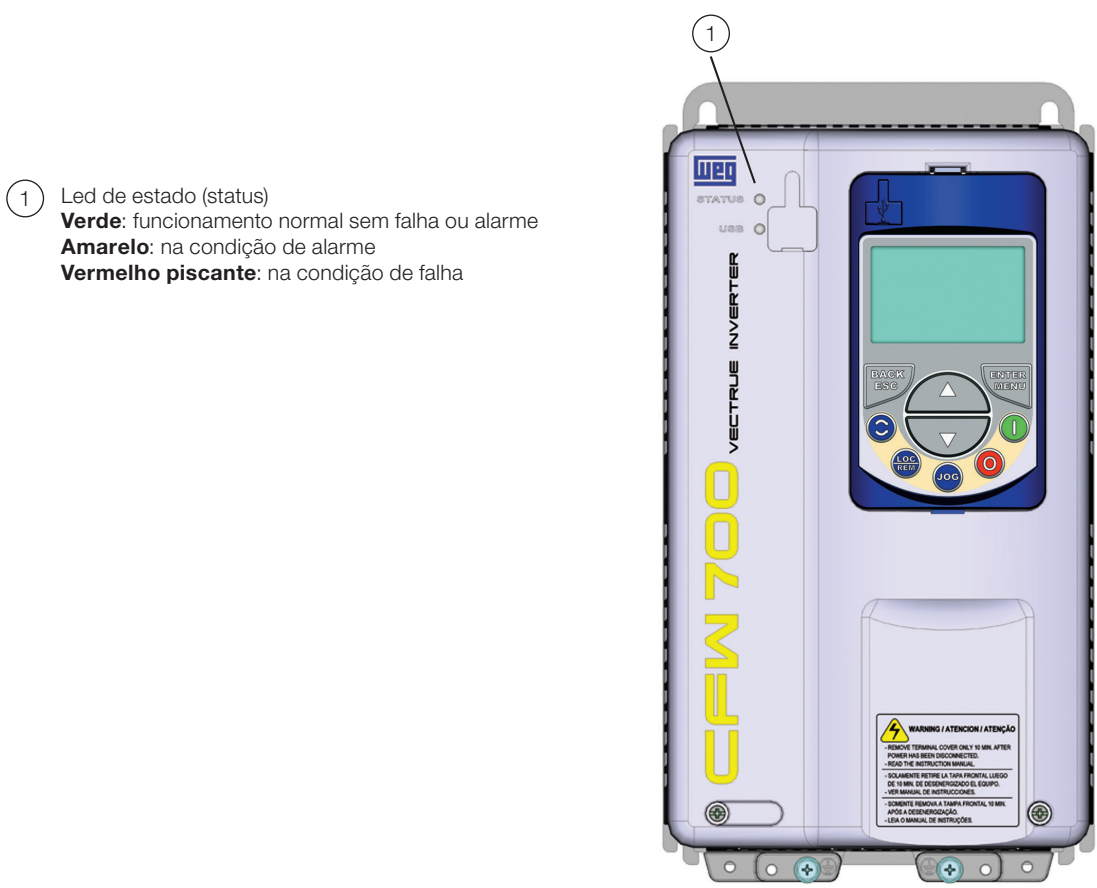 1
1 Led de estado (status)
Verde: funcionamento normal sem falha ou alarme
Amarelo: na condição de alarme
Vermelho piscante: na condição de falha
WEG
STATUS
USB
VECTRUE INVERTER
CFW 700
BACK
ESC
ENTER
MENU
LOC
REM
JOG
WARNING / ATENCION / ATENÇÃO
- REMOVE TERMINAL COVER ONLY 10 MIN. AFTER
POWER HAS BEEN DISCONNECTED.
- READ THE INSTRUCTION MANUAL.
- SOLAMENTE RETIRE LA TAPA FRONTAL LUEGO
DE 10 MIN. DE DESENERGIZADO EL EQUIPO.
- VER MANUAL DE INSTRUCCIONES.
- SOMENTE REMOVA A TAMPA FRONTAL 10 MIN.
APÓS A DESENERGIZAÇÃO.
- LEIA O MANUAL DE INSTRUÇÕES.